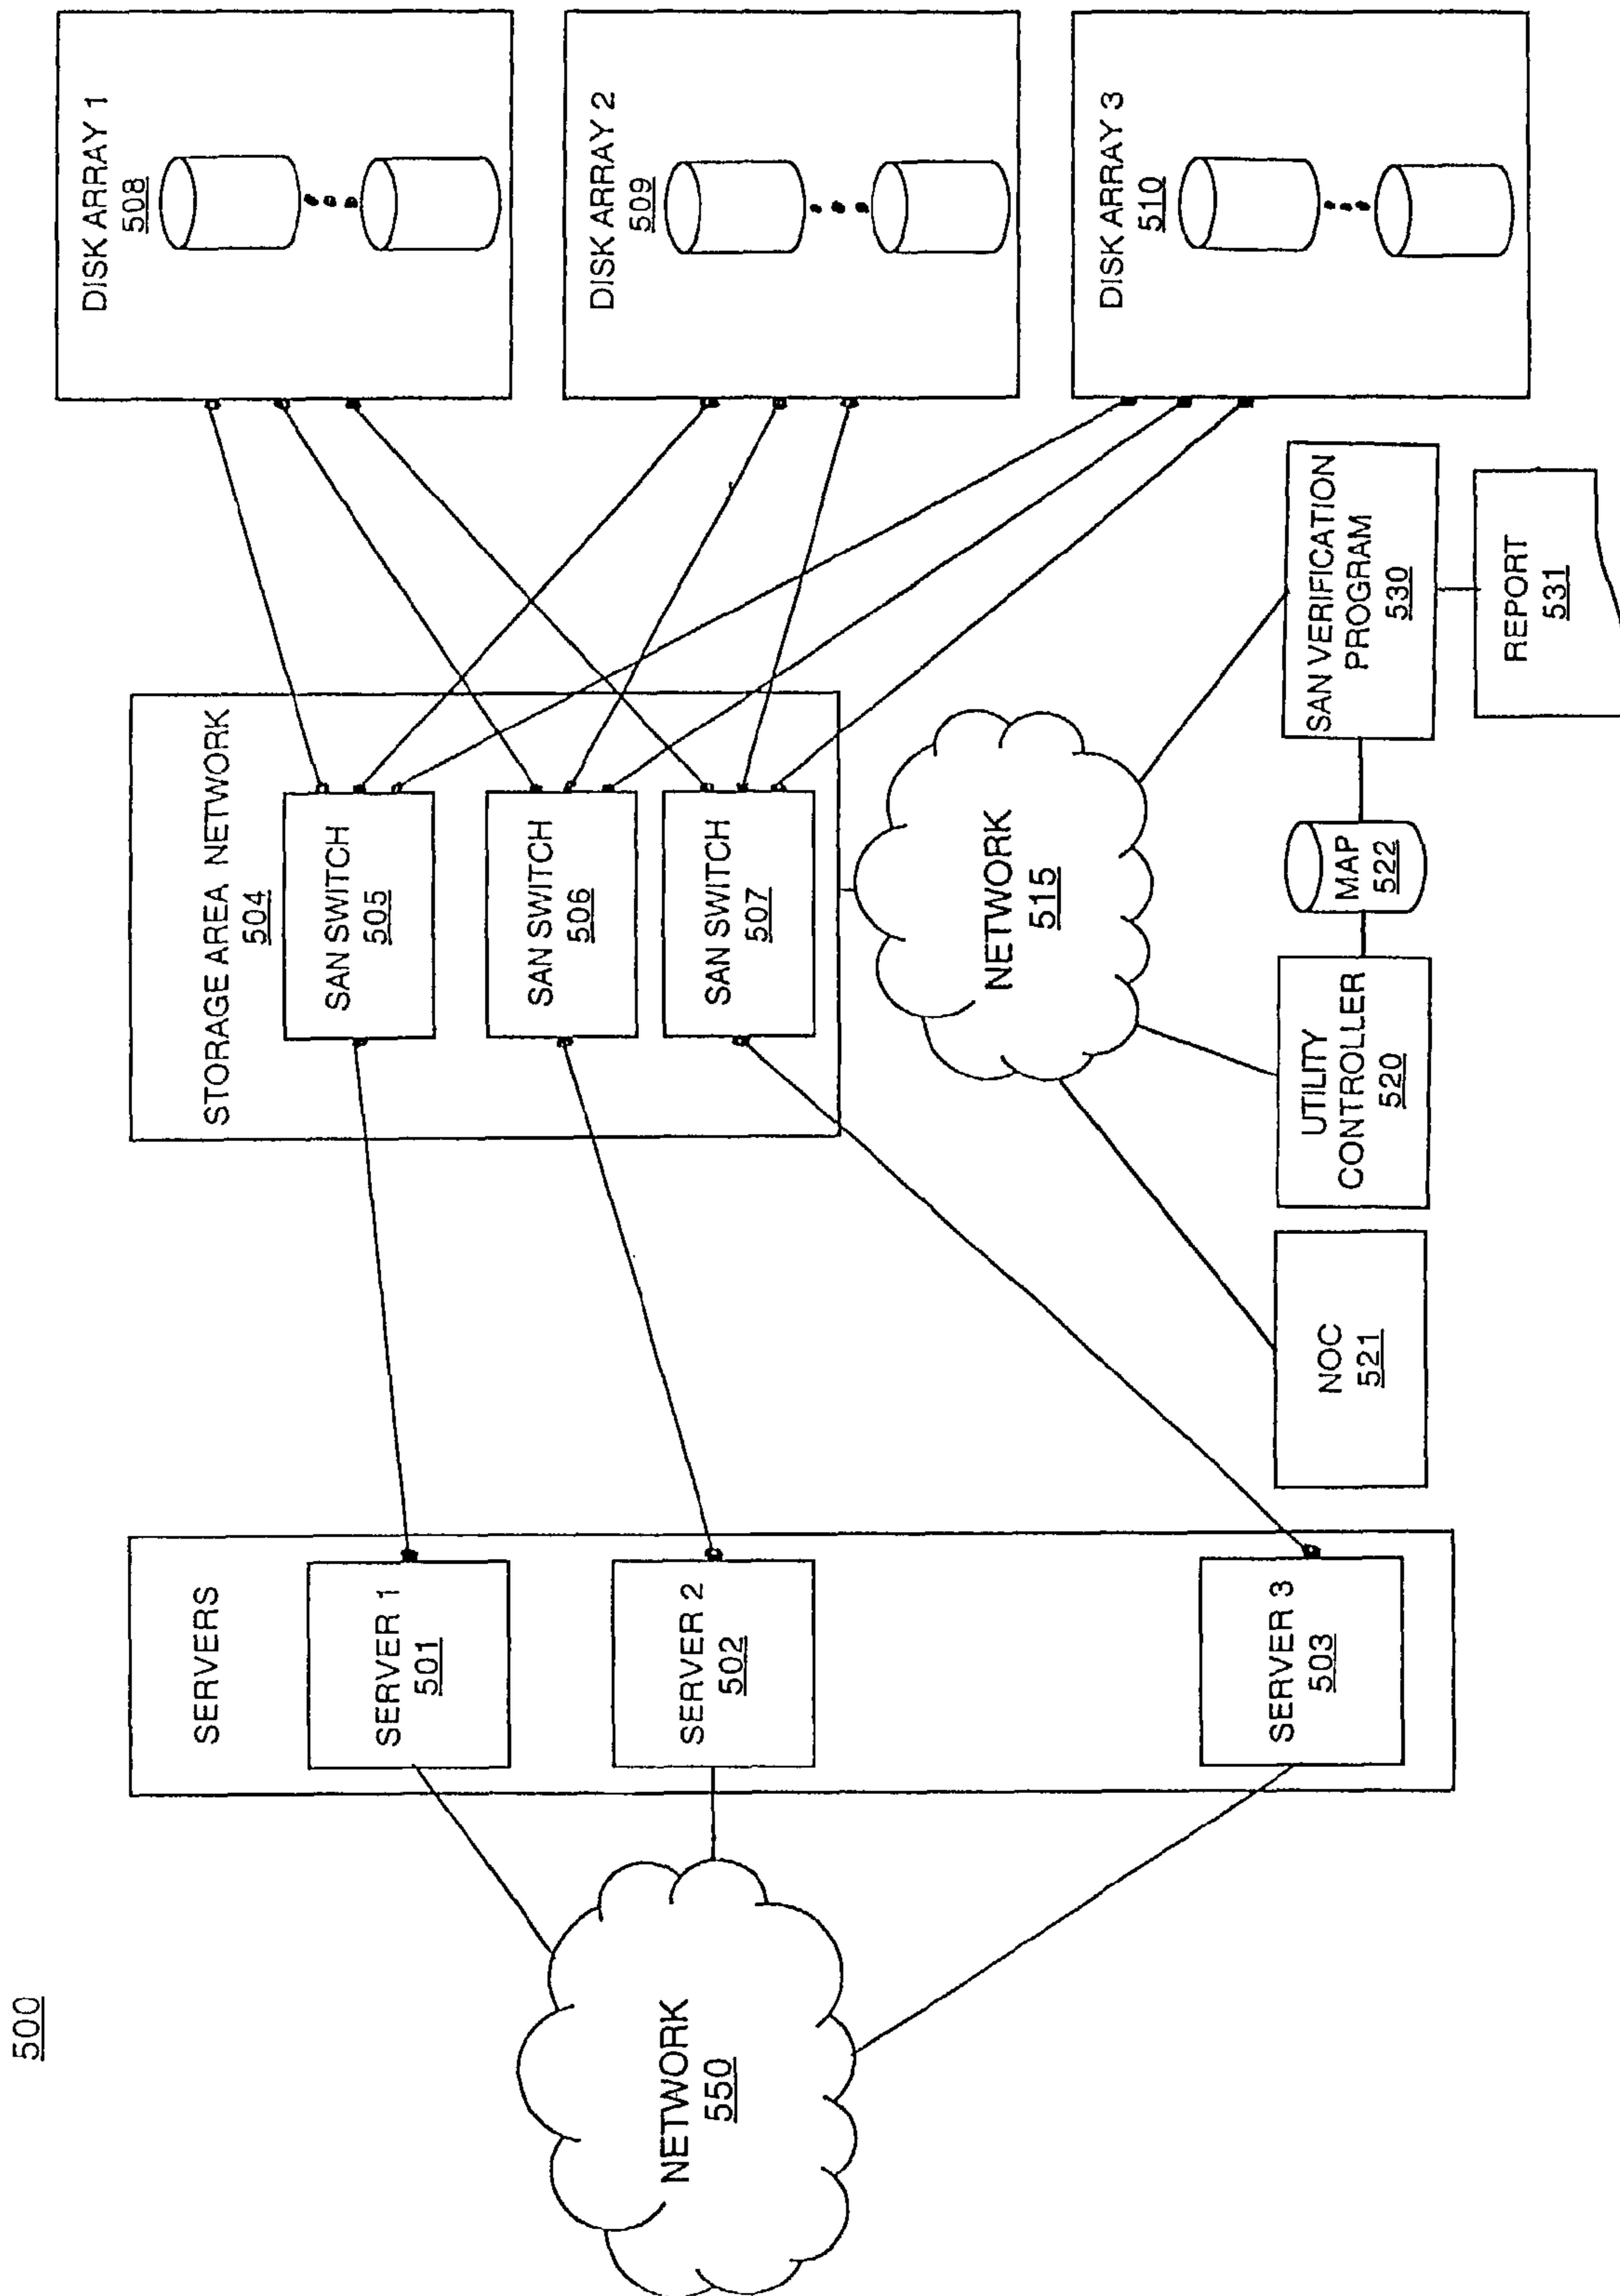 500
NETWORK
550
SERVERS
SERVER 1
501
SERVER 2
502
SERVER 3
503
STORAGE AREA NETWORK
504
SAN SWITCH
505
SAN SWITCH
506
SAN SWITCH
507
NETWORK
515
NOC
521
UTILITY
CONTROLLER
520
MAP
522
SAN VERIFICATION
PROGRAM
530
REPORT
531
DISK ARRAY 1
508
DISK ARRAY 2
509
DISK ARRAY 3
510